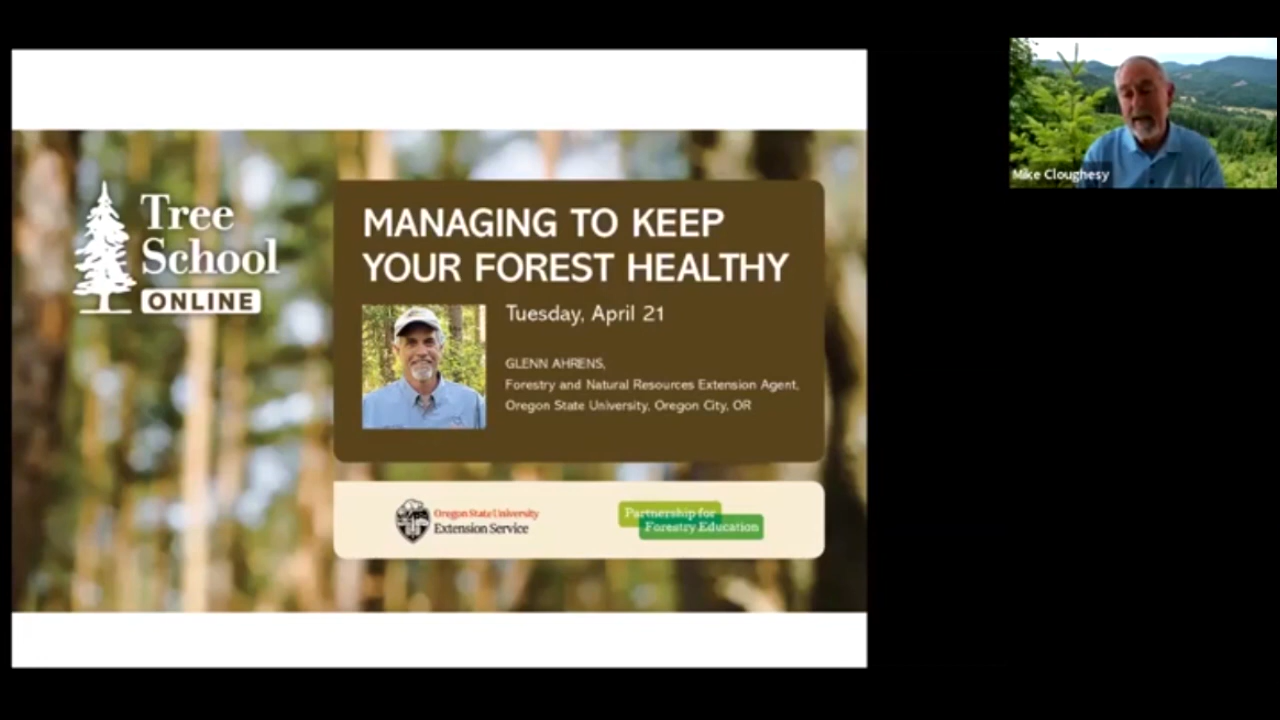 Tree
School
ONLINE
MANAGING TO KEEP
YOUR FOREST HEALTHY
Tuesday, April 21
GLENN AHRENS,
Forestry and Natural Resources Extension Agent,
Oregon State University, Oregon City, OR
Oregon State University
Extension Service
Partnership for
Forestry Education
Mike Cloughesy